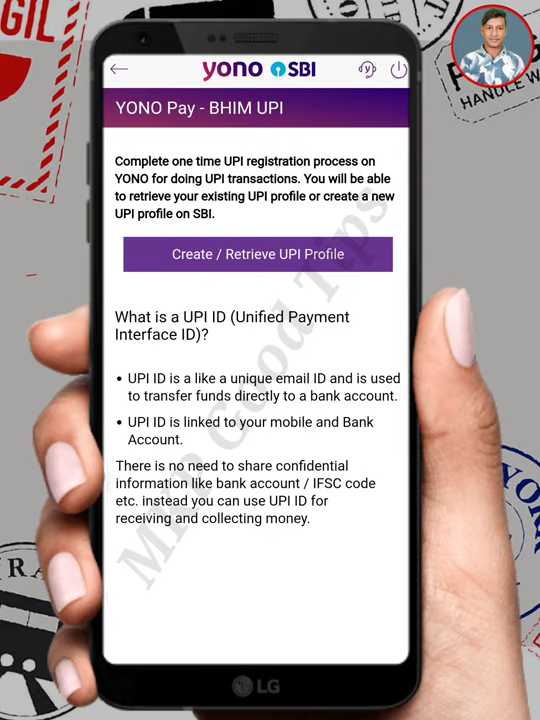 yono SBI
YONO Pay - BHIM UPI
Complete one time UPI registration process on
YONO for doing UPI transactions. You will be able
to retrieve your existing UPI profile or create a new
UPI profile on SBI.
Create / Retrieve UPI Profile
What is a UPI ID (Unified Payment
Interface ID)?
• UPI ID is a like a unique email ID and is used
to transfer funds directly to a bank account.
• UPI ID is linked to your mobile and Bank
Account.
There is no need to share confidential
information like bank account / IFSC code
etc. instead you can use UPI ID for
receiving and collecting money.
MKP Good Tips
LG